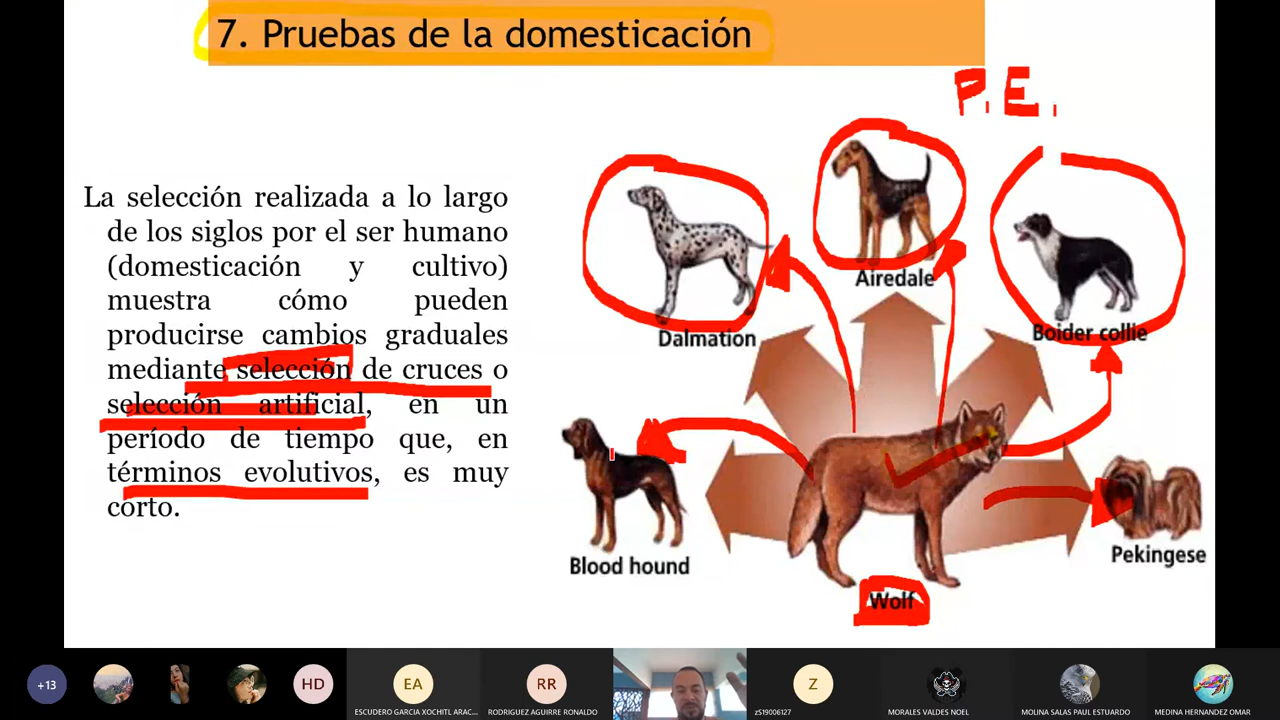 7. Pruebas de la domesticación
P.E.
La selección realizada a lo largo
de los siglos por el ser humano
(domesticación y cultivo)
muestra cómo pueden
producirse cambios graduales
mediante selección de cruces o
selección artificial, en un
período de tiempo que, en
términos evolutivos, es muy
corto.
Airedale
Dalmation
Boider collie
Blood hound
Pekingese
Wolf
+13
HD
EA
RR
Z
ESCUDERO GARCIA XOCHITL ARAC...
RODRIGUEZ AGUIRRE RONALDO
zS19006127
MORALES VALDES NOEL
MOLINA SALAS PAUL ESTUARDO
MEDINA HERNANDEZ OMAR